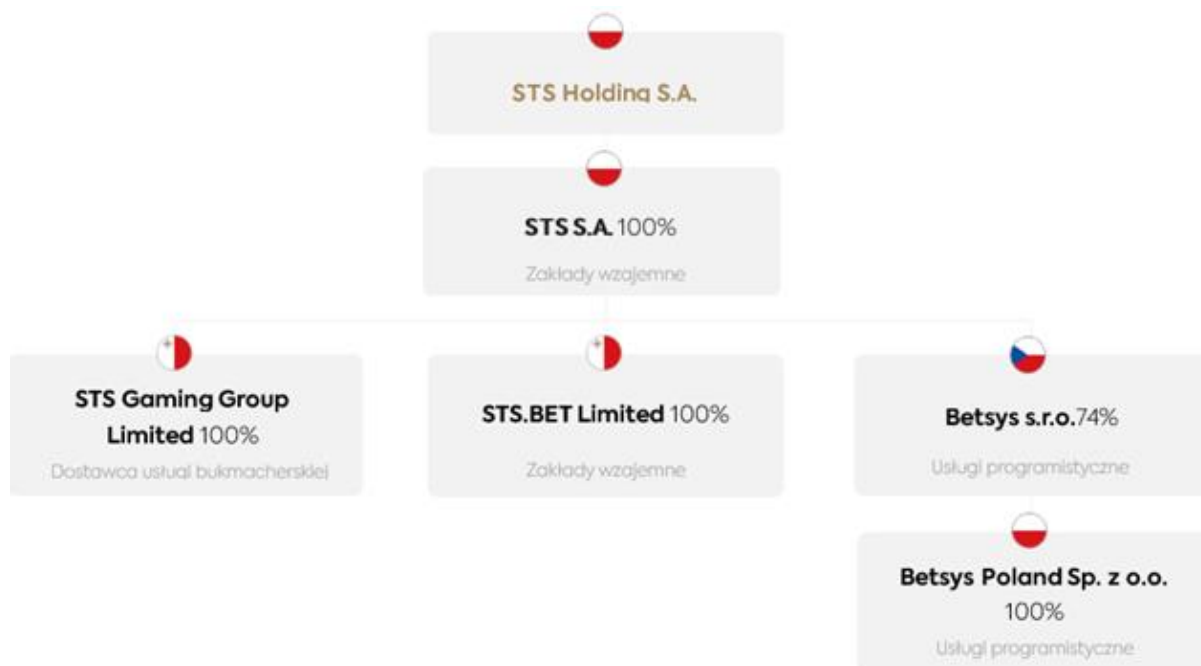 STS Holding S.A.
STS S.A. 100%
Zakłady wzajemne
STS Gaming Group
Limited 100%
Dostawca usługi bukmacherskiej
STS.BET Limited 100%
Zakłady wzajemne
Betsys s.r.o.74%
Usługi programistyczne
Betsys Poland Sp. z o.o.
100%
Usługi programistyczne